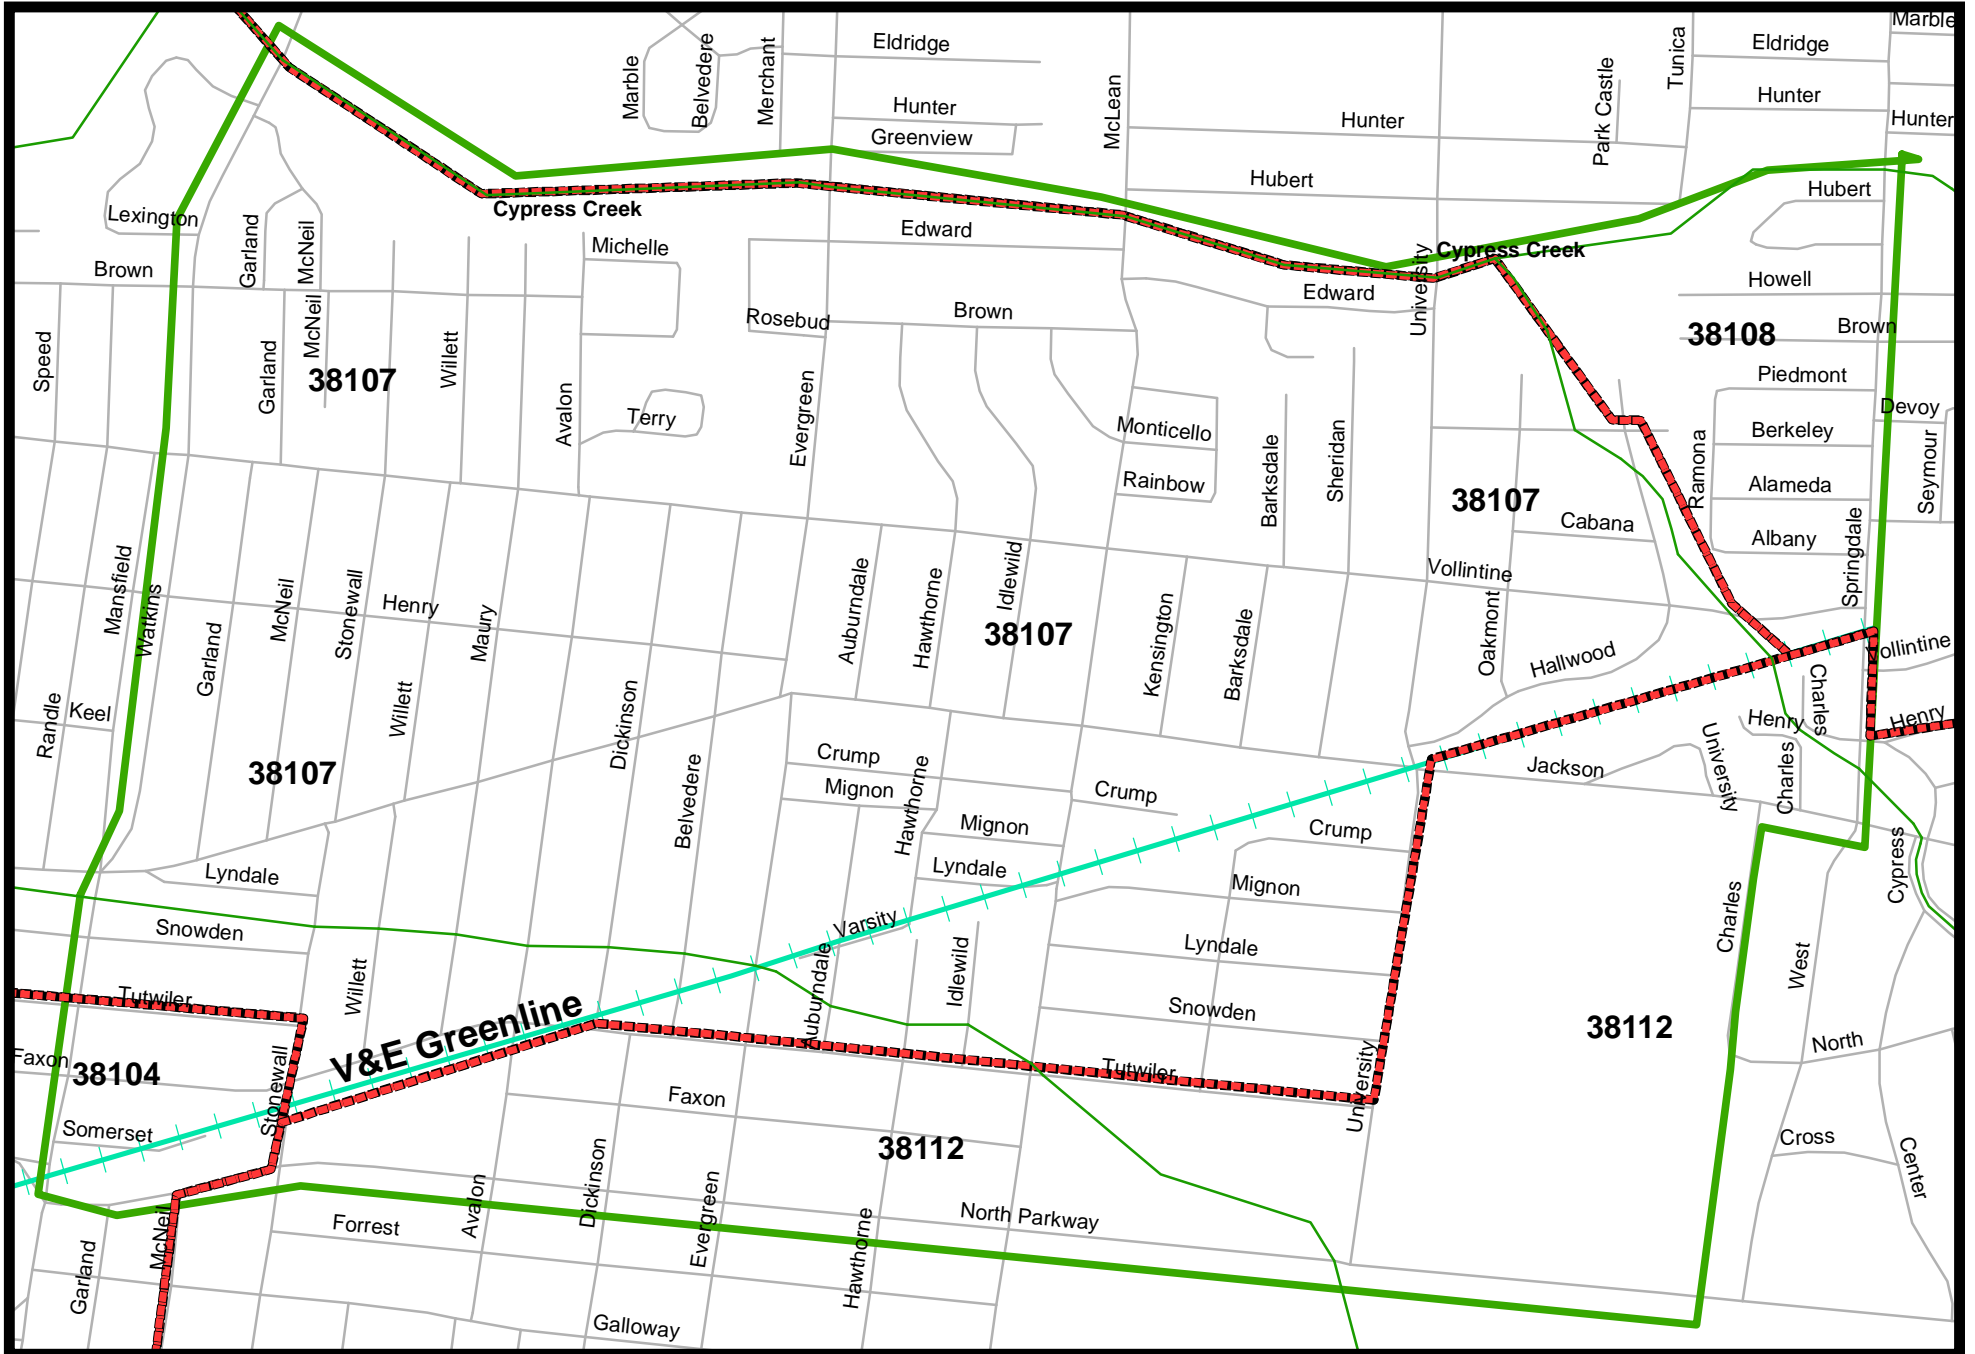 Marble
Eldridge
Eldridge
Tunica
Marble
Belvedere
Merchant
Park Castle
Hunter
Hunter
McLean
Hunter
Hunter
Greenview
Hubert
Hubert
Lexington
Cypress Creek
Garland
McNeil
Michelle
Edward
Cypress Creek
Brown
Howell
University
Edward
Rosebud
Brown
McNeil
38108
Brown
Speed
Garland
38107
Willett
Piedmont
Avalon
Terry
Evergreen
Monticello
Devoy
Berkeley
Barksdale
Sheridan
Ramona
Seymour
Rainbow
38107
Alameda
Cabana
Albany
Mansfield
Watkins
McNeil
Stonewall
Henry
Maury
Auburndale
Hawthorne
Idlewild
Vollintine
Springdale
38107
Garland
Kensington
Barksdale
Oakmont
Hallwood
Vollintine
Randle
Keel
Willett
Dickinson
Charles
Henry
Henry
38107
Belvedere
Crump
Hawthorne
Jackson
University
Charles
Mignon
Crump
Mignon
Crump
Lyndale
Lyndale
Mignon
Cypress
Snowden
Varsity
Lyndale
Charles
West
Willett
Auburndale
Idlewild
Tutwiler
V&E Greenline
Snowden
38112
North
Faxon
38104
Stonewall
Tutwiler
University
Faxon
Somerset
38112
Cross
Center
McNeil
Avalon
Dickinson
Evergreen
Hawthorne
North Parkway
Forrest
Garland
Galloway